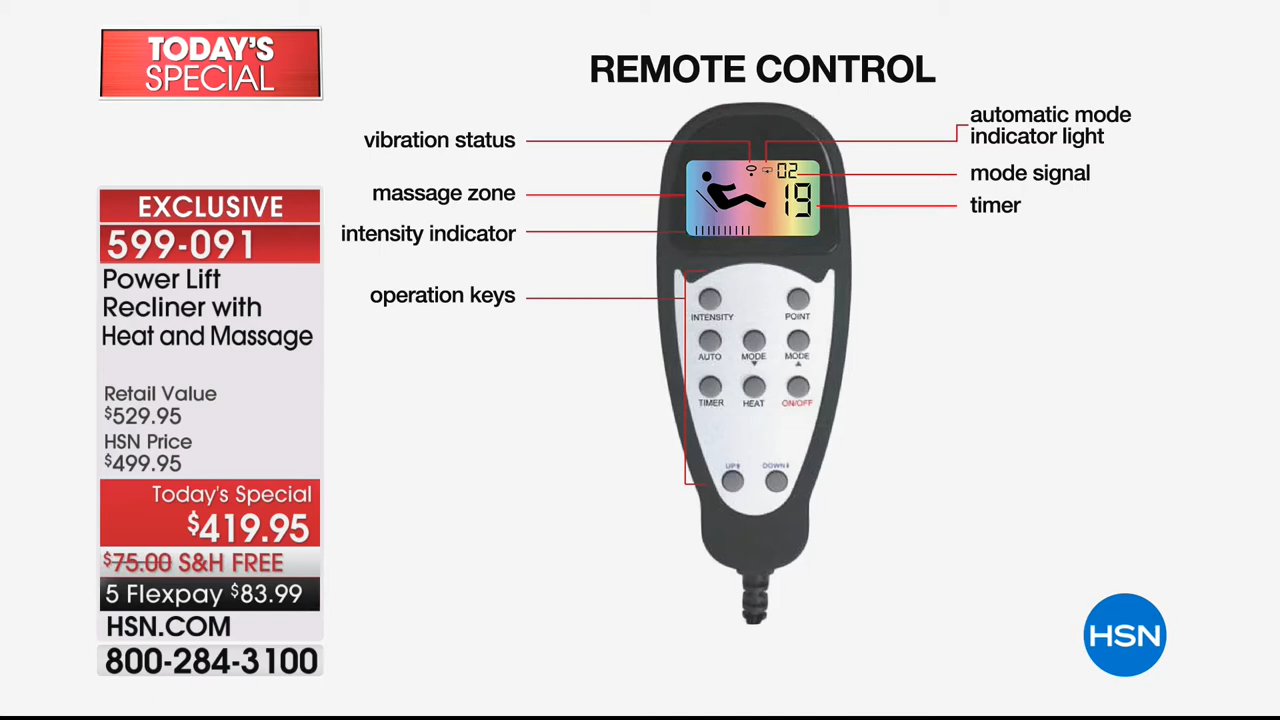 TODAY'S
SPECIAL
EXCLUSIVE
599-091
Power Lift
Recliner with
Heat and Massage
Retail Value
$529.95
HSN Price
$499.95
Today's Special
$419.95
$75.00 S&H FREE
5 Flexpay $83.99
HSN.COM
800-284-3100
REMOTE CONTROL
vibration status
massage zone
intensity indicator
operation keys
automatic mode
indicator light
mode signal
timer
02
19
INTENSITY POINT
AUTO MODE MODE
TIMER HEAT ON/OFF
UP DOWN
HSN